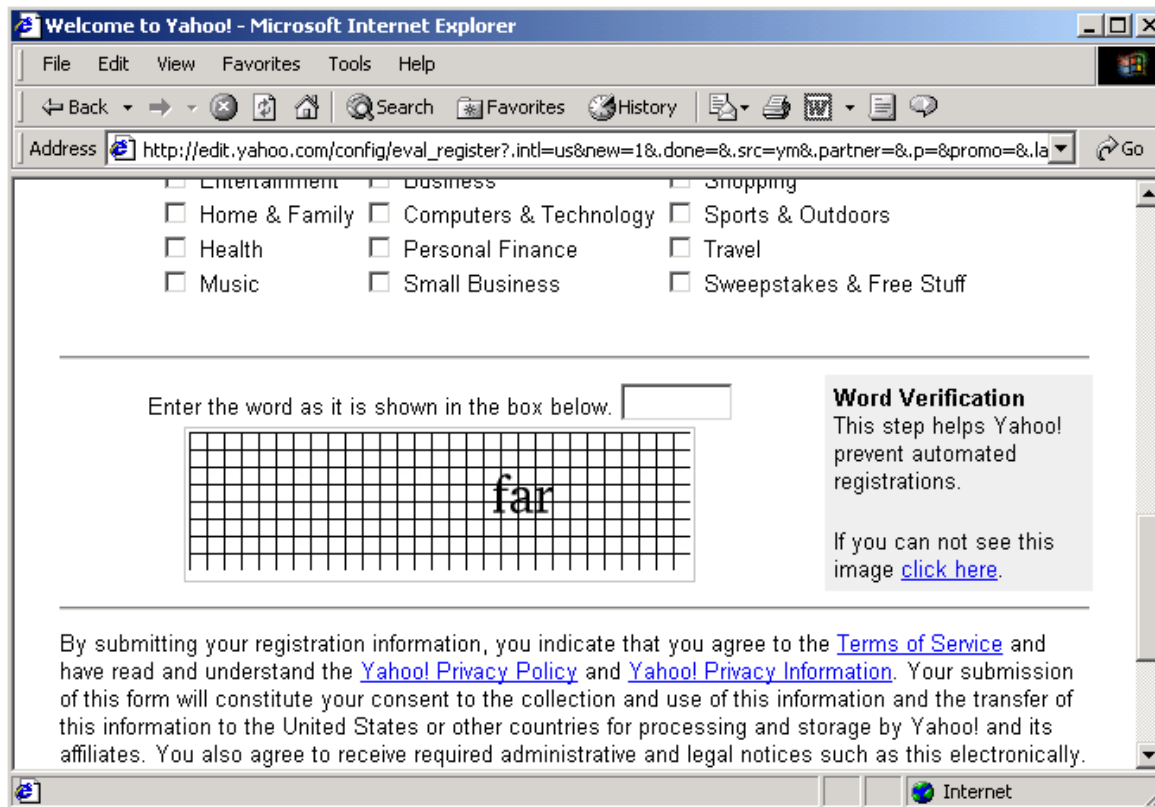 Welcome to Yahoo! - Microsoft Internet Explorer
File Edit View Favorites Tools Help
Back Search Favorites History
Address http://edit.yahoo.com/config/eval_register?.intl=us&new=1&.done=&.src=ym&.partner=&.p=&promo=&.la Go
Entertainment Business Shopping
Home & Family Computers & Technology Sports & Outdoors
Health Personal Finance Travel
Music Small Business Sweepstakes & Free Stuff
Enter the word as it is shown in the box below.
far
Word Verification
This step helps Yahoo!
prevent automated
registrations.
If you can not see this
image click here.
By submitting your registration information, you indicate that you agree to the Terms of Service and
have read and understand the Yahoo! Privacy Policy and Yahoo! Privacy Information. Your submission
of this form will constitute your consent to the collection and use of this information and the transfer of
this information to the United States or other countries for processing and storage by Yahoo! and its
affiliates. You also agree to receive required administrative and legal notices such as this electronically.
Internet